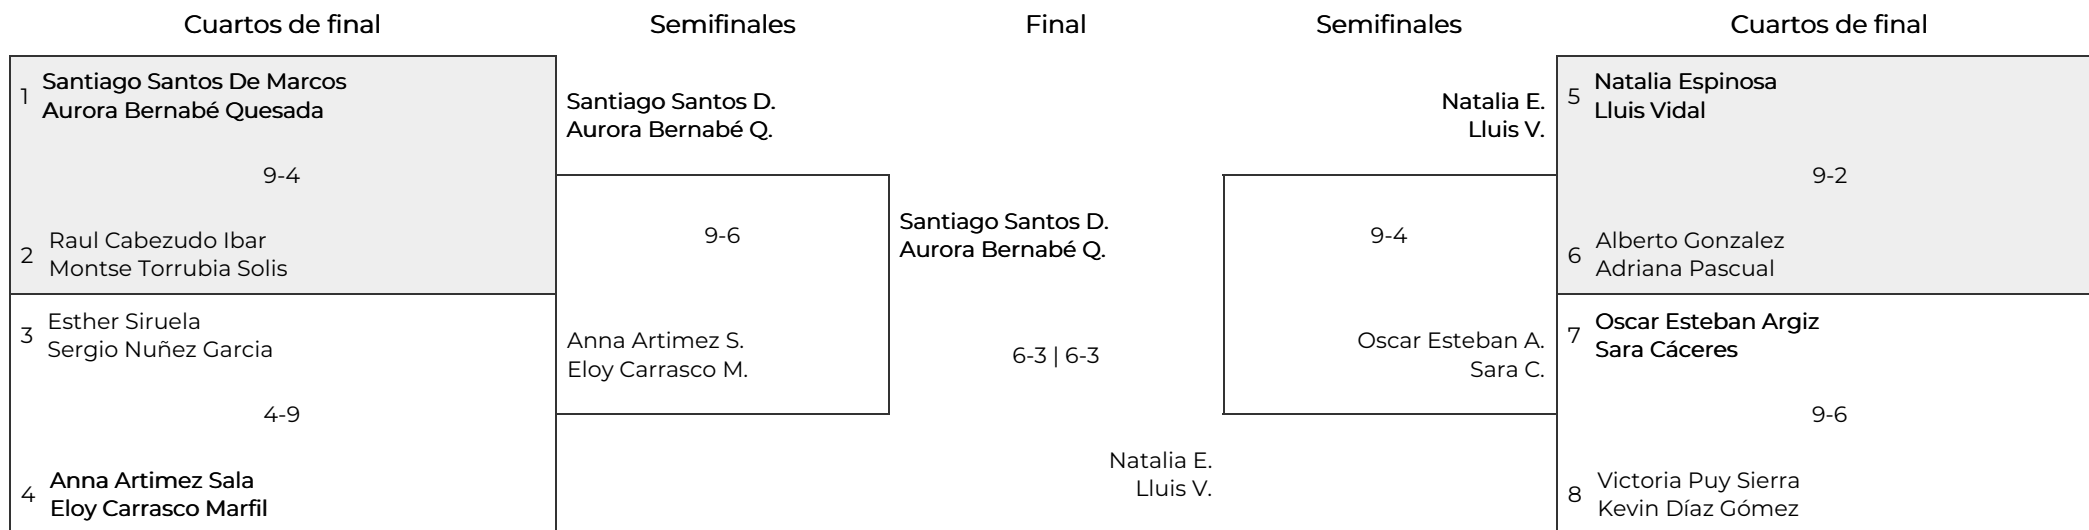 Cuartos de final
Semifinales
Final
Semifinales
Cuartos de final
1
Santiago Santos De Marcos
Aurora Bernabé Quesada
9-4
2
Raul Cabezudo Ibar
Montse Torrubia Solis
3
Esther Siruela
Sergio Nuñez Garcia
4-9
4
Anna Artimez Sala
Eloy Carrasco Marfil
Santiago Santos D.
Aurora Bernabé Q.
9-6
Anna Artimez S.
Eloy Carrasco M.
Santiago Santos D.
Aurora Bernabé Q.
6-3 | 6-3
Natalia E.
Lluis V.
Natalia E.
Lluis V.
9-4
Oscar Esteban A.
Sara C.
5
Natalia Espinosa
Lluis Vidal
9-2
6
Alberto Gonzalez
Adriana Pascual
7
Oscar Esteban Argiz
Sara Cáceres
9-6
8
Victoria Puy Sierra
Kevin Díaz Gómez